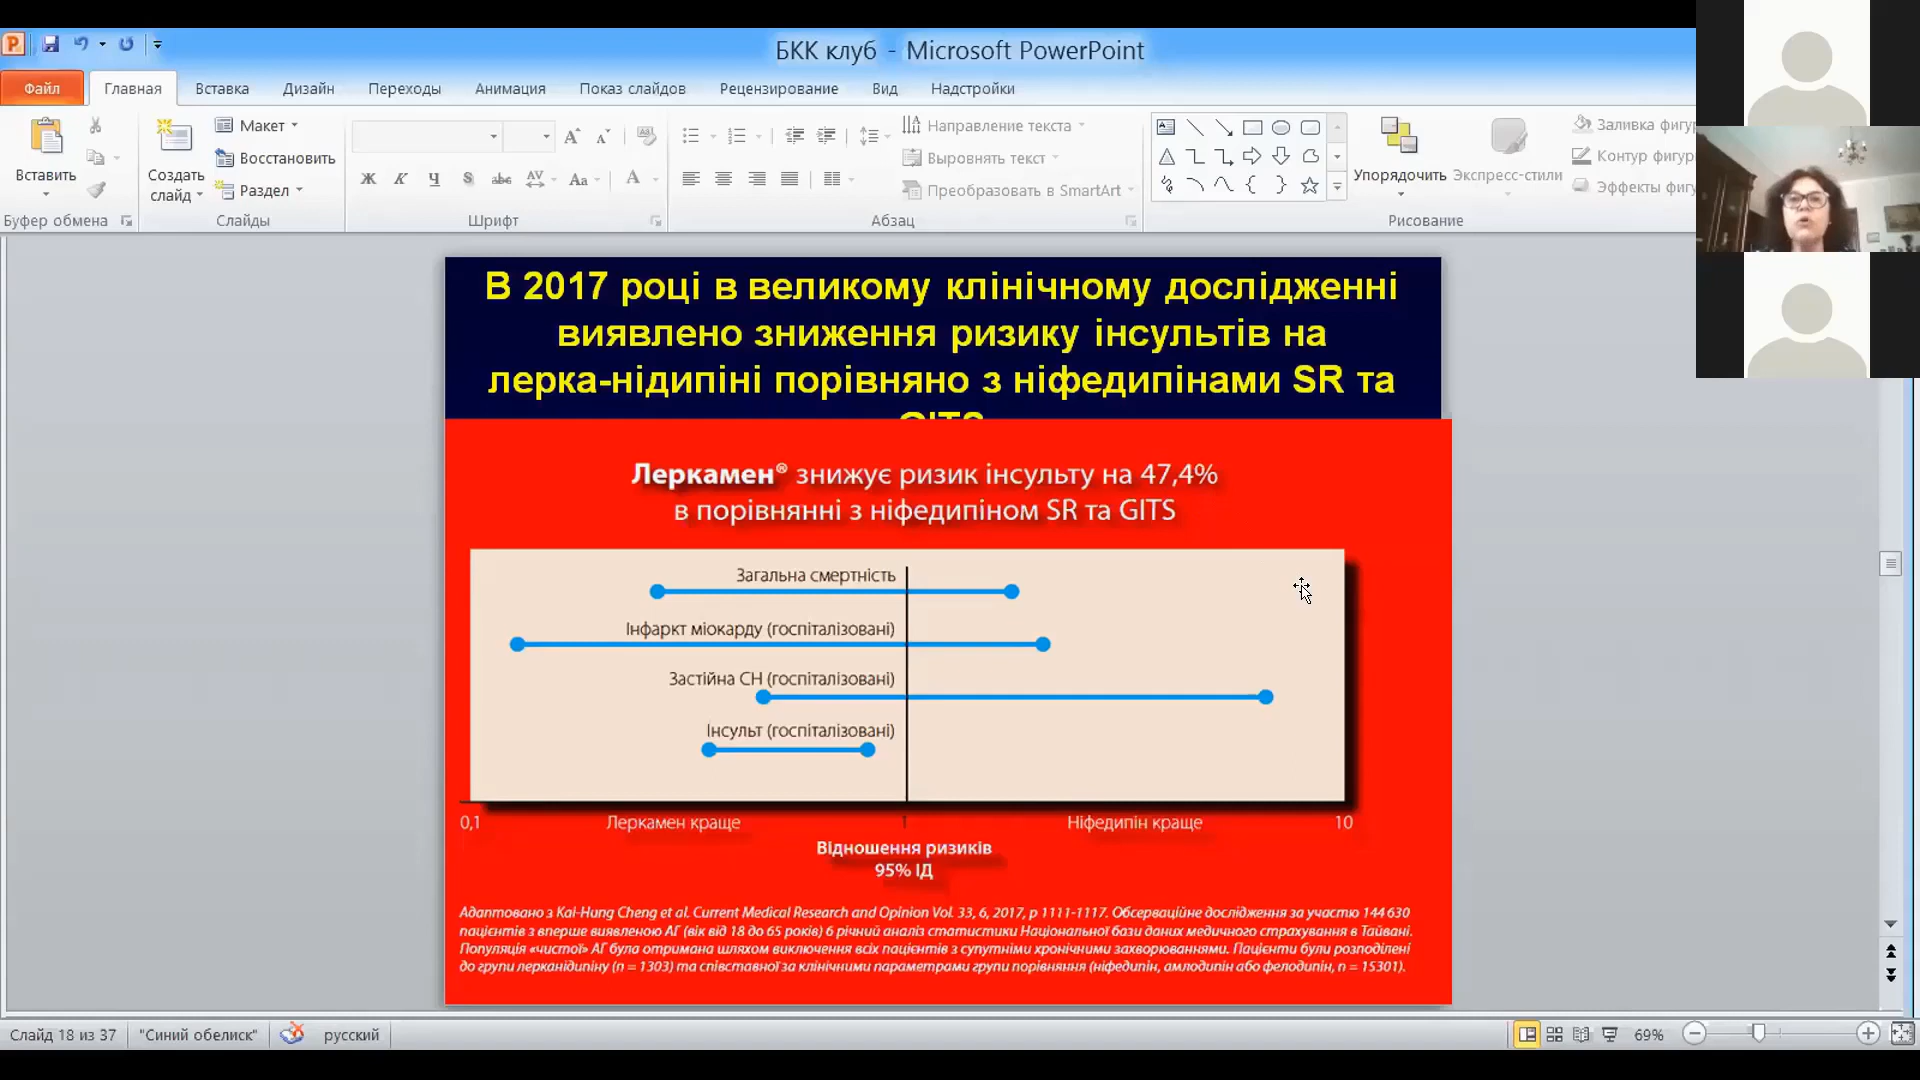 БКК клуб - Microsoft PowerPoint
Файл
Главная
Вставка
Дизайн
Переходы
Анимация
Показ слайдов
Рецензирование
Вид
Надстройки
Вставить
Буфер обмена
Создать
слайд
Макет
Восстановить
Раздел
Слайды
Ж К Ч S abc AV Aa А
Шрифт
Направление текста
Выровнять текст
Преобразовать в SmartArt
Абзац
Упорядочить
Экспресс-стили
Заливка фигу
Контур фигур
Эффекты фиг
Рисование
В 2017 році в великому клінічному дослідженні
виявлено зниження ризику інсультів на
лерка-нідипіні порівняно з ніфедипінами SR та
GITS
Леркамен® знижує ризик інсульту на 47,4%
в порівнянні з ніфедипіном SR та GITS
Загальна смертність
Інфаркт міокарду (госпіталізовані)
Застійна СН (госпіталізовані)
Інсульт (госпіталізовані)
0,1 Леркамен краще 1 Ніфедипін краще 10
Відношення ризиків
95% ІД
Адаптовано з Kai-Hung Cheng et al. Current Medical Research and Opinion Vol. 33, 6, 2017, p 1111-1117. Обсерваційне дослідження за участю 144 630
пацієнтів з вперше виявленою АГ (вік від 18 до 65 років) 6 річний аналіз статистики Національної бази даних медичного страхування в Тайвані.
Популяція «чистої» АГ була отримана шляхом виключення всіх пацієнтів з супутніми хронічними захворюваннями. Пацієнти були розподілені
до групи лерканідипіну (n = 1303) та співставної за клінічними параметрами групи порівняння (ніфедипін, амлодипін або фелодипін, n = 15301).
Слайд 18 из 37
"Синий обелиск"
русский
69%